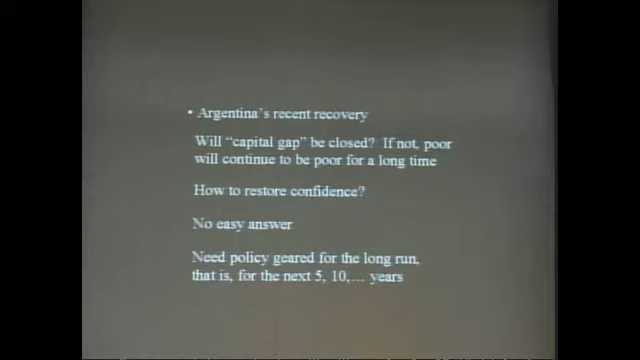 • Argentina's recent recovery
Will "capital gap" be closed? If not, poor
will continue to be poor for a long time
How to restore confidence?
No easy answer
Need policy geared for the long run,
that is, for the next 5, 10,... years